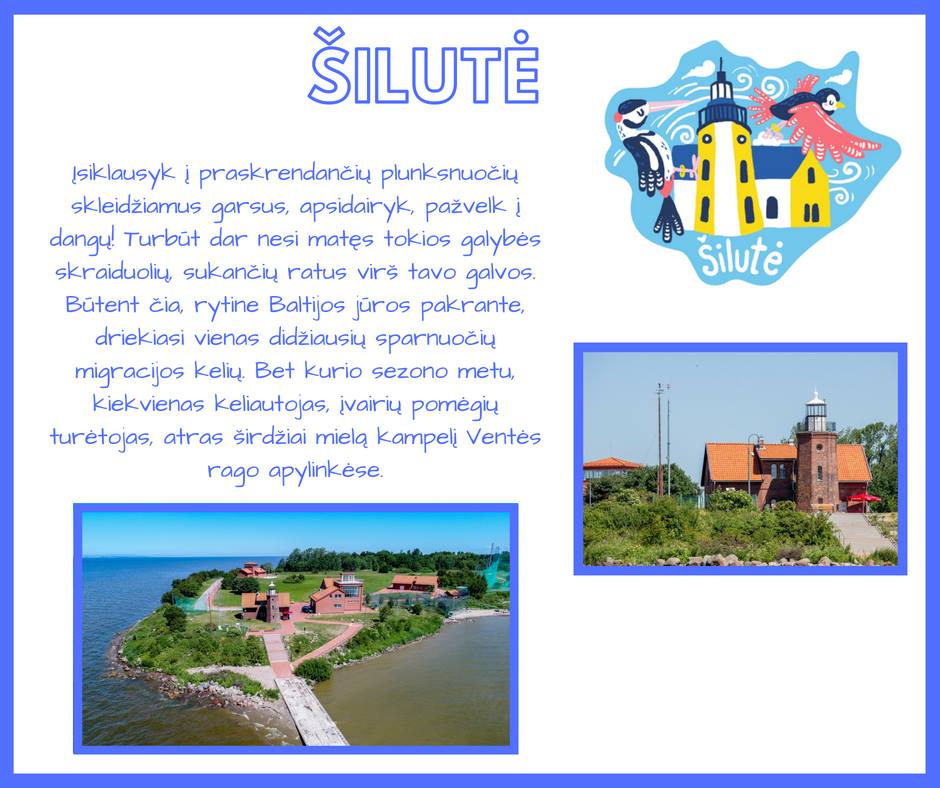 ŠILUTĖ
Įsiklausyk į praskrendančių plunksnuočių
skleidžiamus garsus, apsidairyk, pažvelk į
dangų! Turbūt dar nesi matęs tokios galybės
skraiduolių, sukančių ratus virš tavo galvos.
Būtent čia, rytine Baltijos jūros pakrante,
driekiasi vienas didžiausių sparnuočių
migracijos kelių. Bet kurio sezono metu,
kiekvienas keliautojas, įvairių pomėgių
turėtojas, atras širdžiai mielą kampelį Ventės
rago apylinkėse.
Šilutė